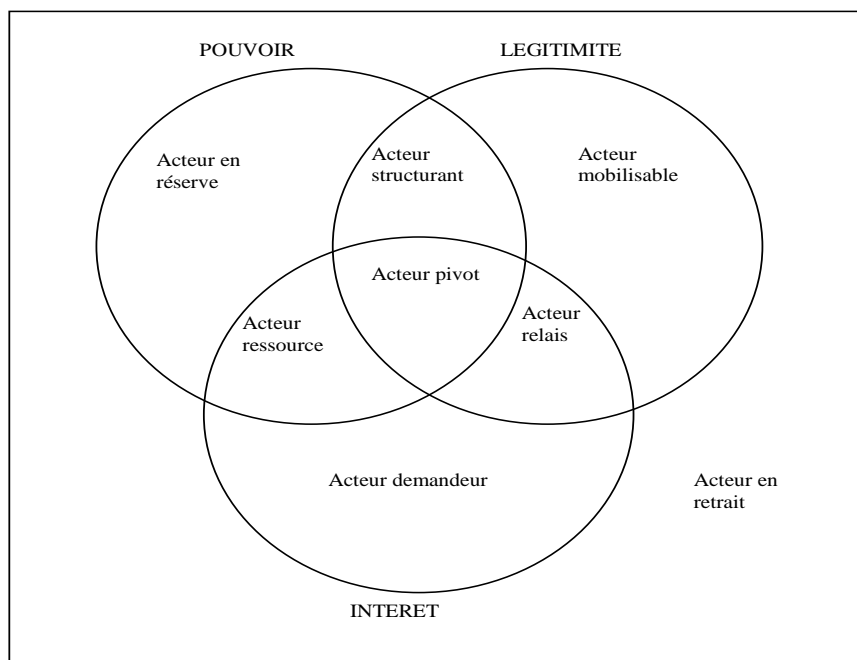 POUVOIR
LEGITIMITE
Acteur en
réserve
Acteur
structurant
Acteur
mobilisable
Acteur pivot
Acteur
ressource
Acteur
relais
Acteur demandeur
Acteur en
retrait
INTERET